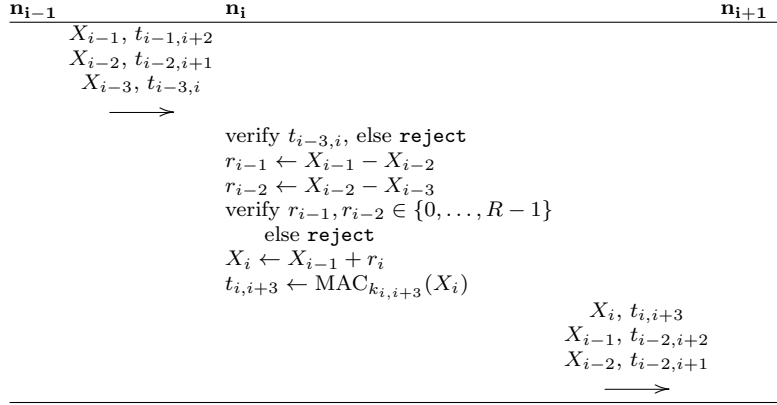 n_{i−1} n_i n_{i+1}
X_{i−1}, t_{i−1,i+2}
X_{i−2}, t_{i−2,i+1}
X_{i−3}, t_{i−3,i}
verify t_{i−3,i}, else reject
r_{i−1} ← X_{i−1} − X_{i−2}
r_{i−2} ← X_{i−2} − X_{i−3}
verify r_{i−1}, r_{i−2} ∈ {0, . . . , R − 1}
else reject
X_i ← X_{i−1} + r_i
t_{i,i+3} ← MAC_{k_{i,i+3}}(X_i)
X_i, t_{i,i+3}
X_{i−1}, t_{i−2,i+2}
X_{i−2}, t_{i−2,i+1}